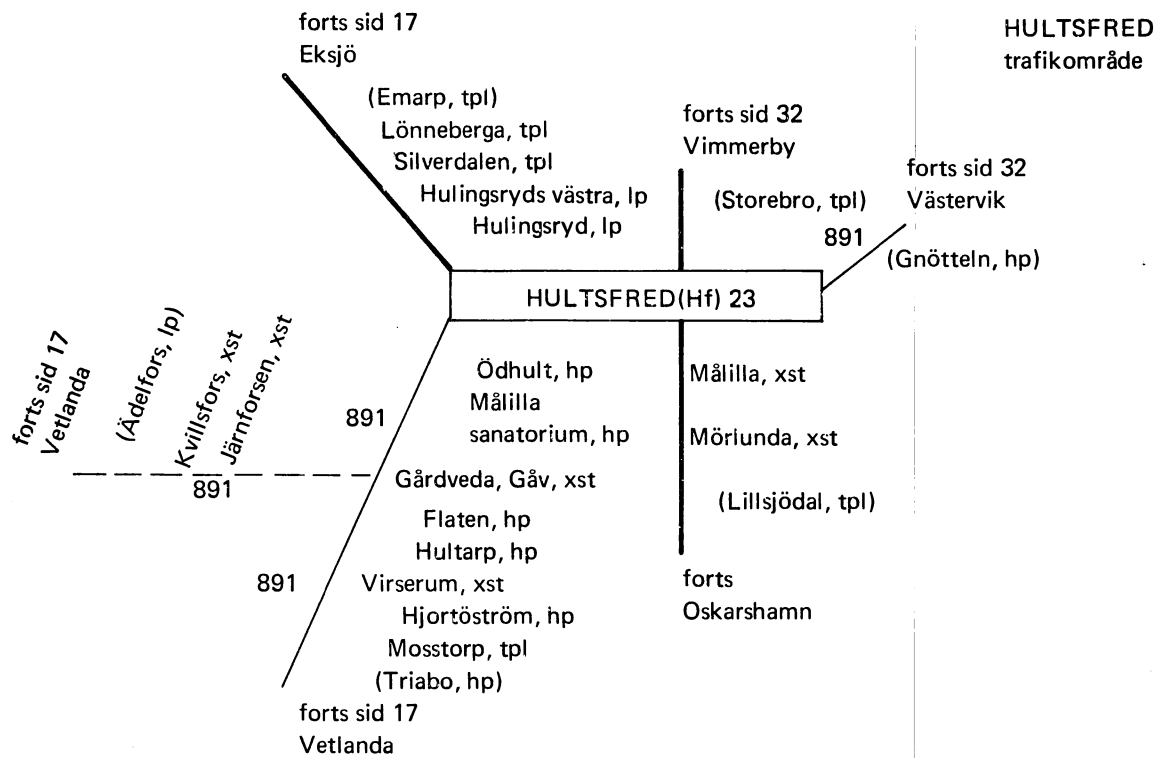 forts sid 17
Eksjö
HULTSFRED
trafikområde
(Emarp, tpl)
Lönneberga, tpl
Silverdalen, tpl
Hulingsryds västra, lp
Hulingsryd, lp
forts sid 32
Vimmerby
(Storebro, tpl)
forts sid 32
Västervik
891
(Gnötteln, hp)
HULTSFRED(Hf) 23
forts sid 17
Vetlanda
(Ädelfors, lp)
Kvillsfors, xst
Järnforsen, xst
891
891
Ödhult, hp
Målilla
sanatorium, hp
Gårdveda, Gåv, xst
Flaten, hp
Hultarp, hp
891
Virserum, xst
Hjortöström, hp
Mosstorp, tpl
(Triabo, hp)
forts sid 17
Vetlanda
Målilla, xst
Mörlunda, xst
(Lillsjödal, tpl)
forts
Oskarshamn